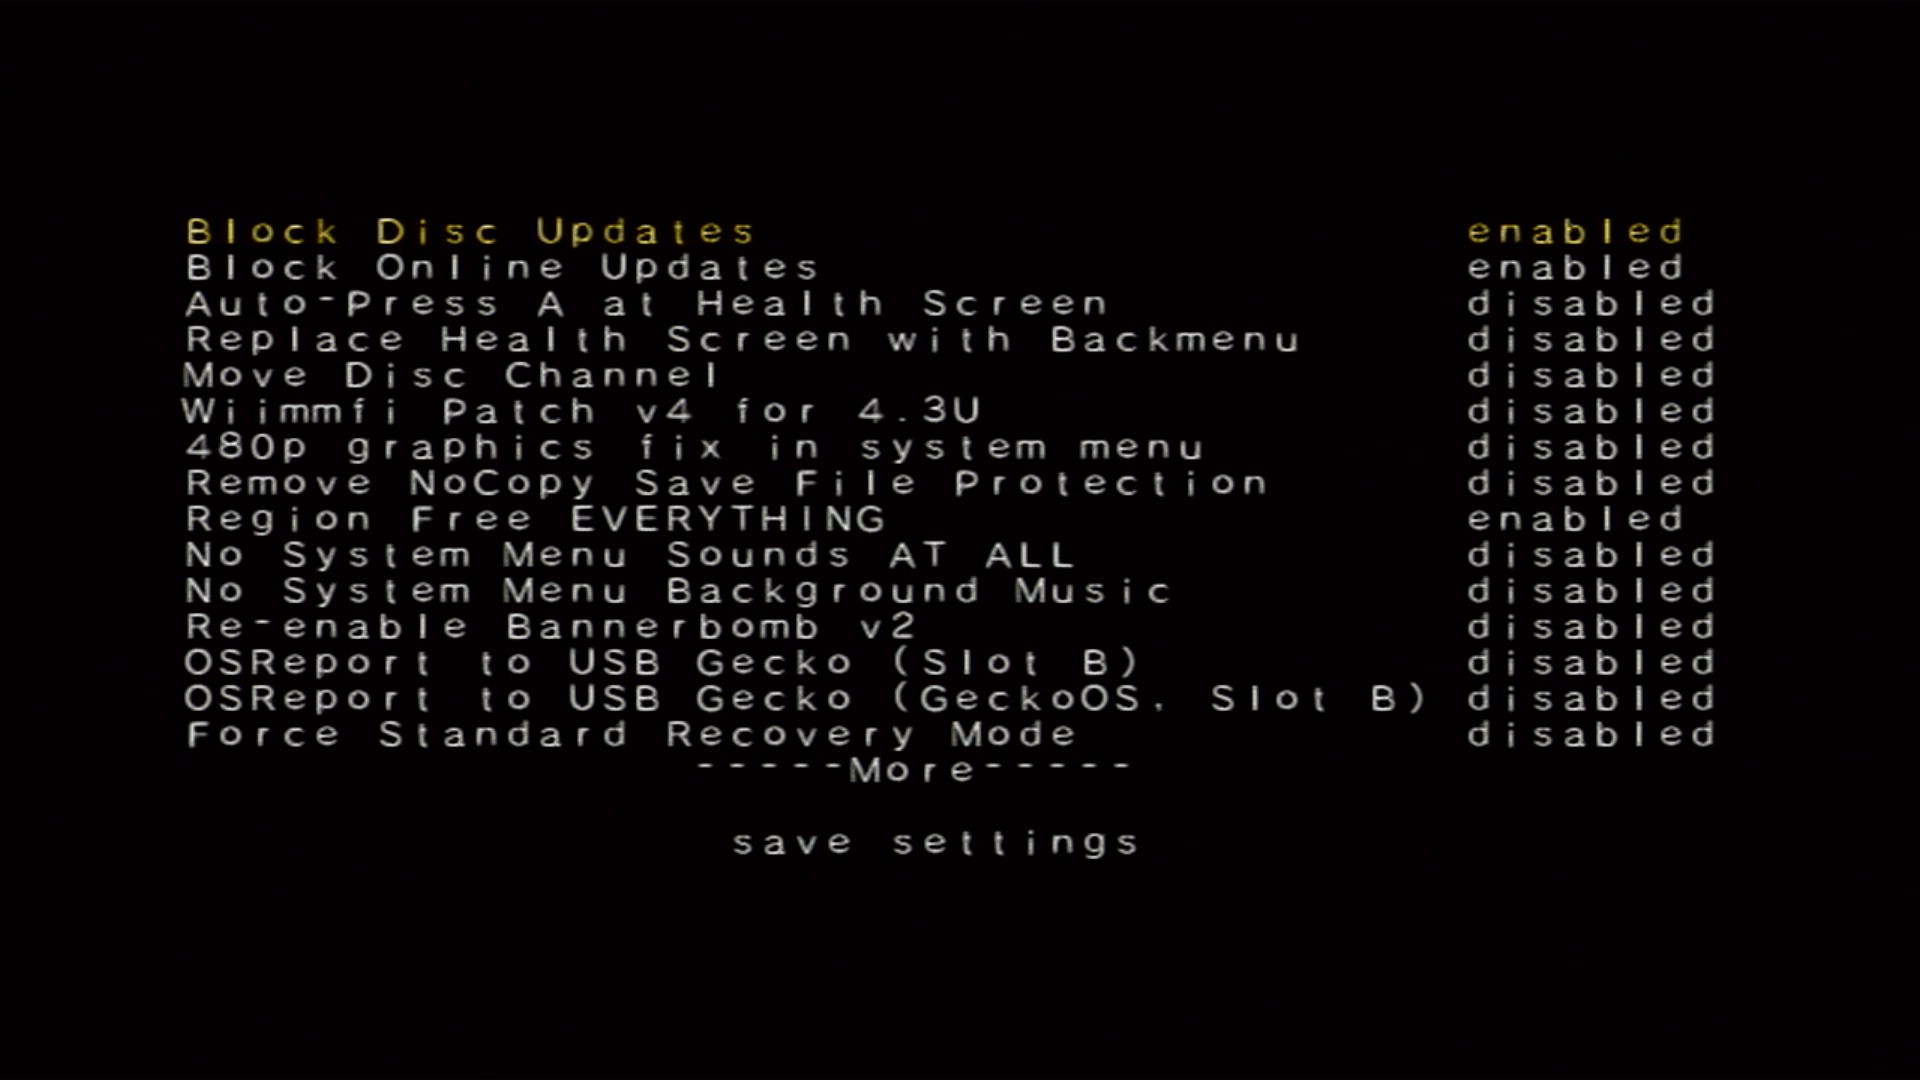 Block Disc Updates enabled
Block Online Updates enabled
Auto-Press A at Health Screen disabled
Replace Health Screen with Backmenu disabled
Move Disc Channel disabled
Wiimmfi Patch v4 for 4.3U disabled
480p graphics fix in system menu disabled
Remove NoCopy Save File Protection disabled
Region Free EVERYTHING enabled
No System Menu Sounds AT ALL disabled
No System Menu Background Music disabled
Re-enable Bannerbomb v2 disabled
OSReport to USB Gecko (Slot B) disabled
OSReport to USB Gecko (GeckoOS, Slot B) disabled
Force Standard Recovery Mode disabled
-----More-----
save settings